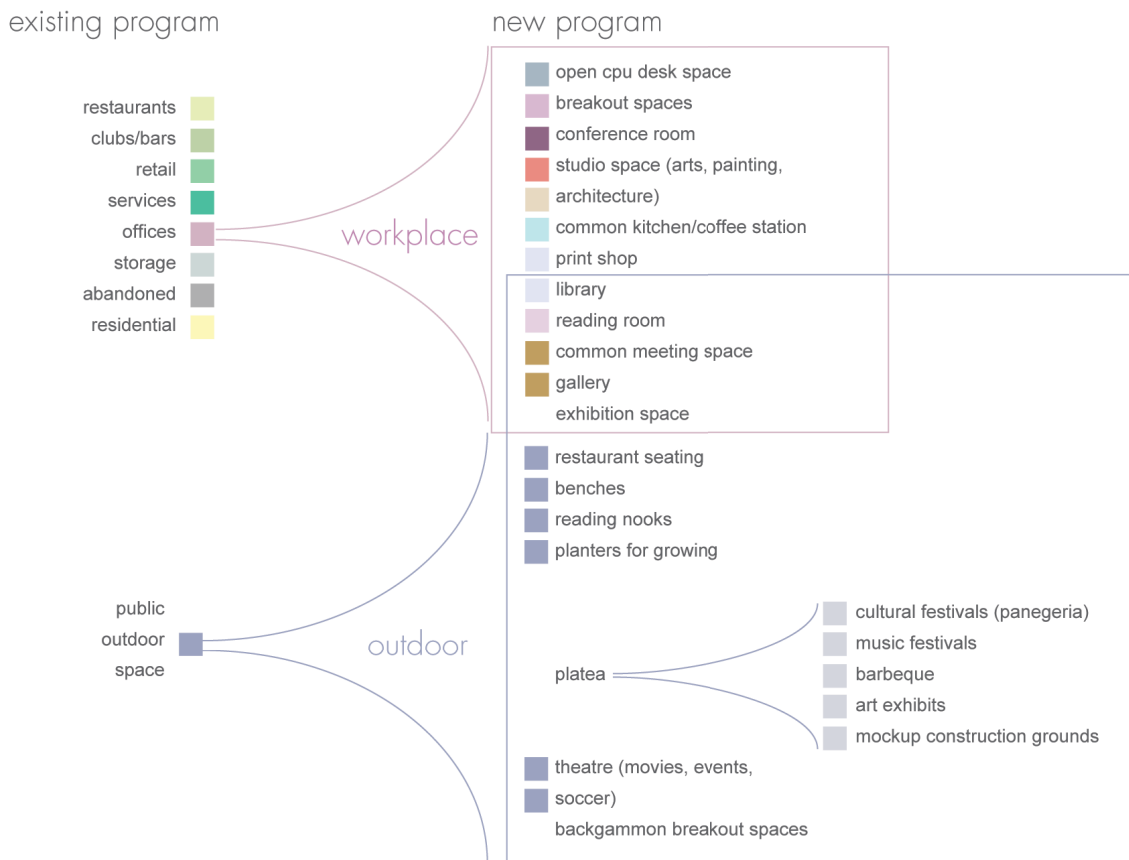 existing program
new program
restaurants
clubs/bars
retail
services
offices
storage
abandoned
residential
workplace
open cpu desk space
breakout spaces
conference room
studio space (arts, painting,
architecture)
common kitchen/coffee station
print shop
library
reading room
common meeting space
gallery
exhibition space
restaurant seating
benches
reading nooks
planters for growing
public
outdoor
space
outdoor
platea
cultural festivals (panegeria)
music festivals
barbeque
art exhibits
mockup construction grounds
theatre (movies, events,
soccer)
backgammon breakout spaces